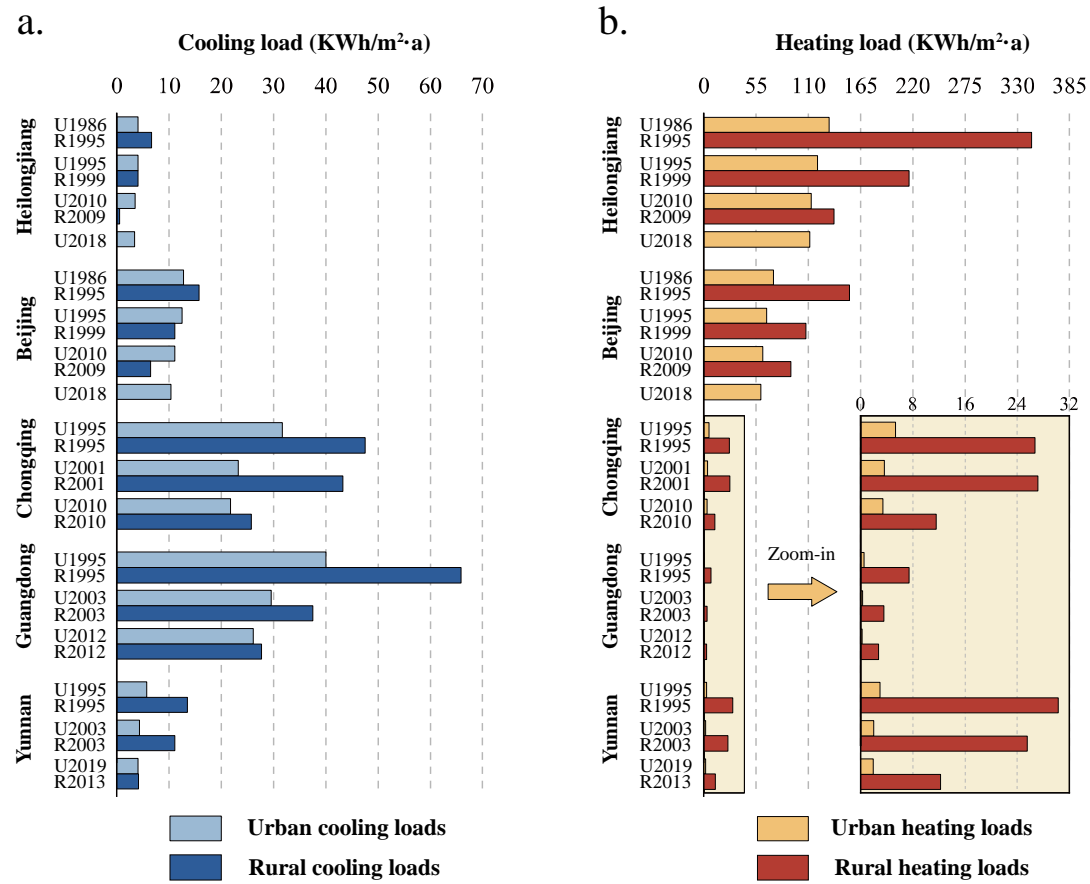 a.
Cooling load (KWh/m²·a)
0 10 20 30 40 50 60 70
Heilongjiang
U1986
R1995
U1995
R1999
U2010
R2009
U2018
Beijing
U1986
R1995
U1995
R1999
U2010
R2009
U2018
Chongqing
U1995
R1995
U2001
R2001
U2010
R2010
Guangdong
U1995
R1995
U2003
R2003
U2012
R2012
Yunnan
U1995
R1995
U2003
R2003
U2019
R2013
Urban cooling loads
Rural cooling loads
b.
Heating load (KWh/m²·a)
0 55 110 165 220 275 330 385
Heilongjiang
U1986
R1995
U1995
R1999
U2010
R2009
U2018
Beijing
U1986
R1995
U1995
R1999
U2010
R2009
U2018
0 8 16 24 32
Chongqing
U1995
R1995
U2001
R2001
U2010
R2010
Guangdong
U1995
R1995
U2003
R2003
U2012
R2012
Zoom-in
Yunnan
U1995
R1995
U2003
R2003
U2019
R2013
Urban heating loads
Rural heating loads